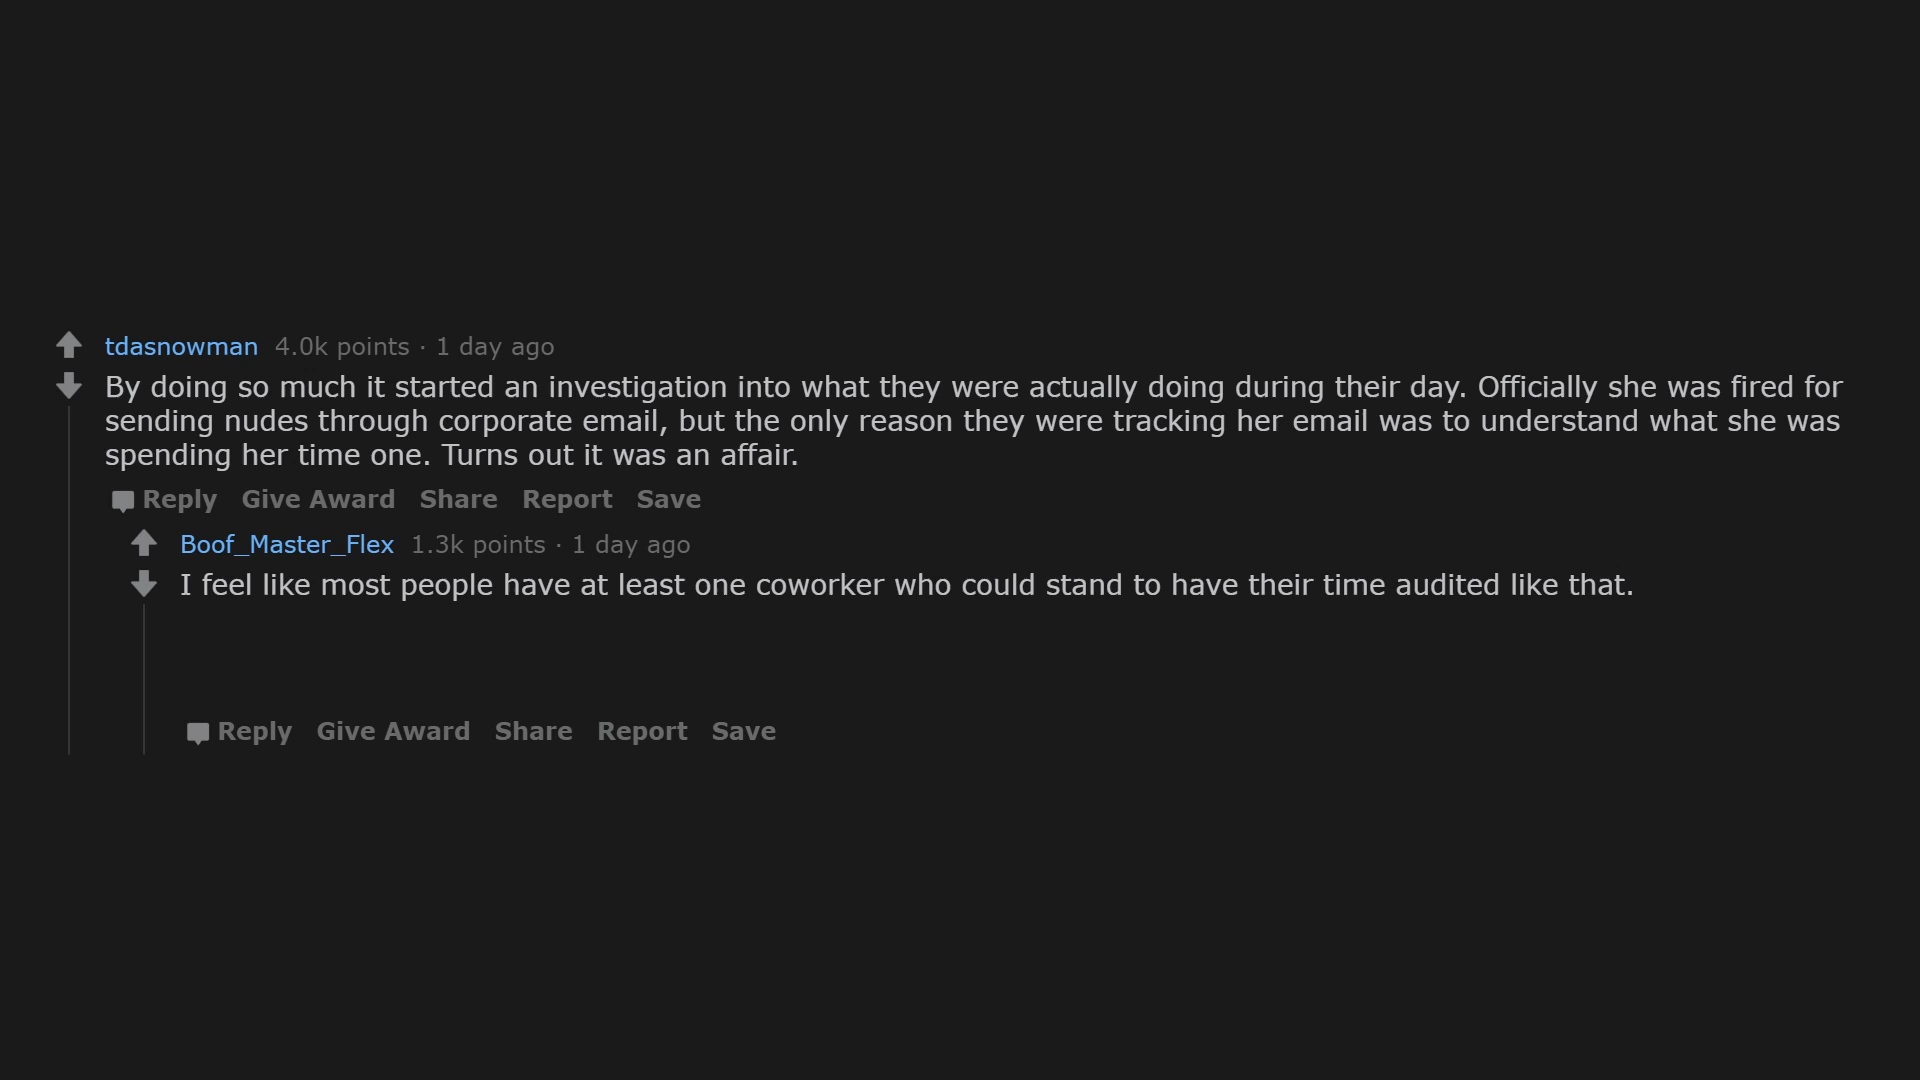 tdasnowman 4.0k points · 1 day ago
By doing so much it started an investigation into what they were actually doing during their day. Officially she was fired for
sending nudes through corporate email, but the only reason they were tracking her email was to understand what she was
spending her time one. Turns out it was an affair.
Reply Give Award Share Report Save
Boof_Master_Flex 1.3k points · 1 day ago
I feel like most people have at least one coworker who could stand to have their time audited like that.
Reply Give Award Share Report Save